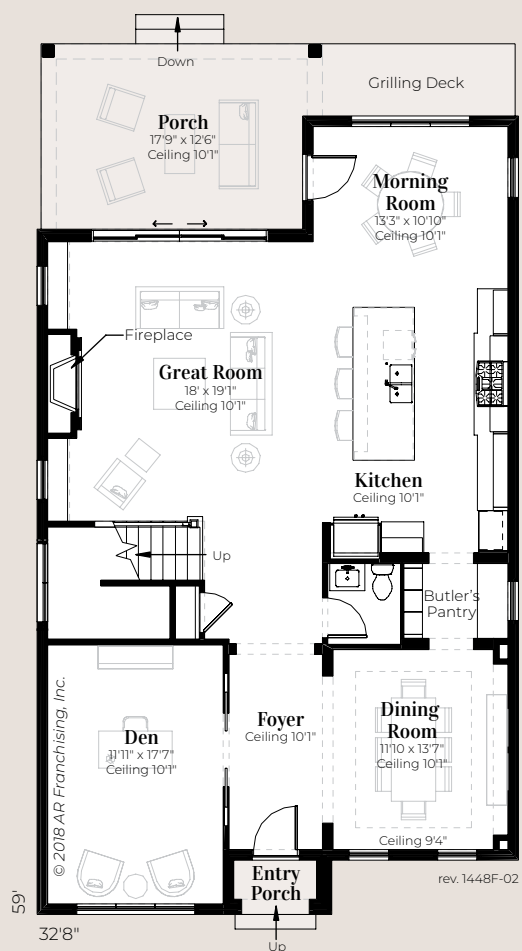 Down
Grilling Deck
Porch
17'9" x 12'6"
Ceiling 10'1"
Morning
Room
13'3" x 10'10"
Ceiling 10'1"
Fireplace
Great Room
18' x 19'1"
Ceiling 10'1"
Kitchen
Ceiling 10'1"
Up
Butler's
Pantry
Den
11'11" x 17'7"
Ceiling 10'1"
Foyer
Ceiling 10'1"
Dining
Room
11'10 x 13'7"
Ceiling 10'1"
Ceiling 9'4"
© 2018 AR Franchising, Inc.
Entry
Porch
rev. 1448F-02
59'
32'8"
Up